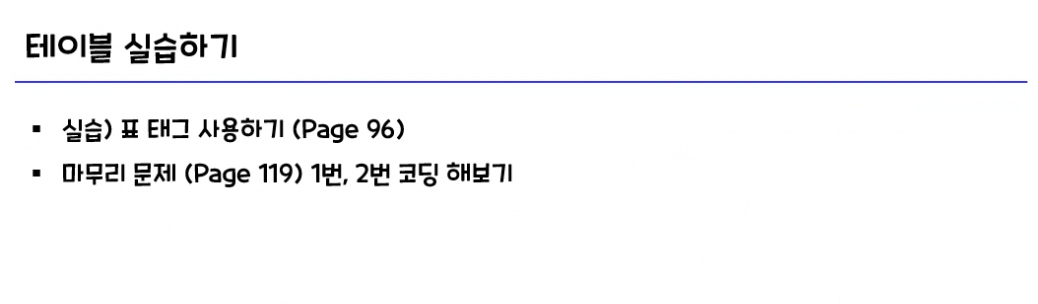 테이블 실습하기
▪ 실습) 표 태그 사용하기 (Page 96)
▪ 마무리 문제 (Page 119) 1번, 2번 코딩 해보기